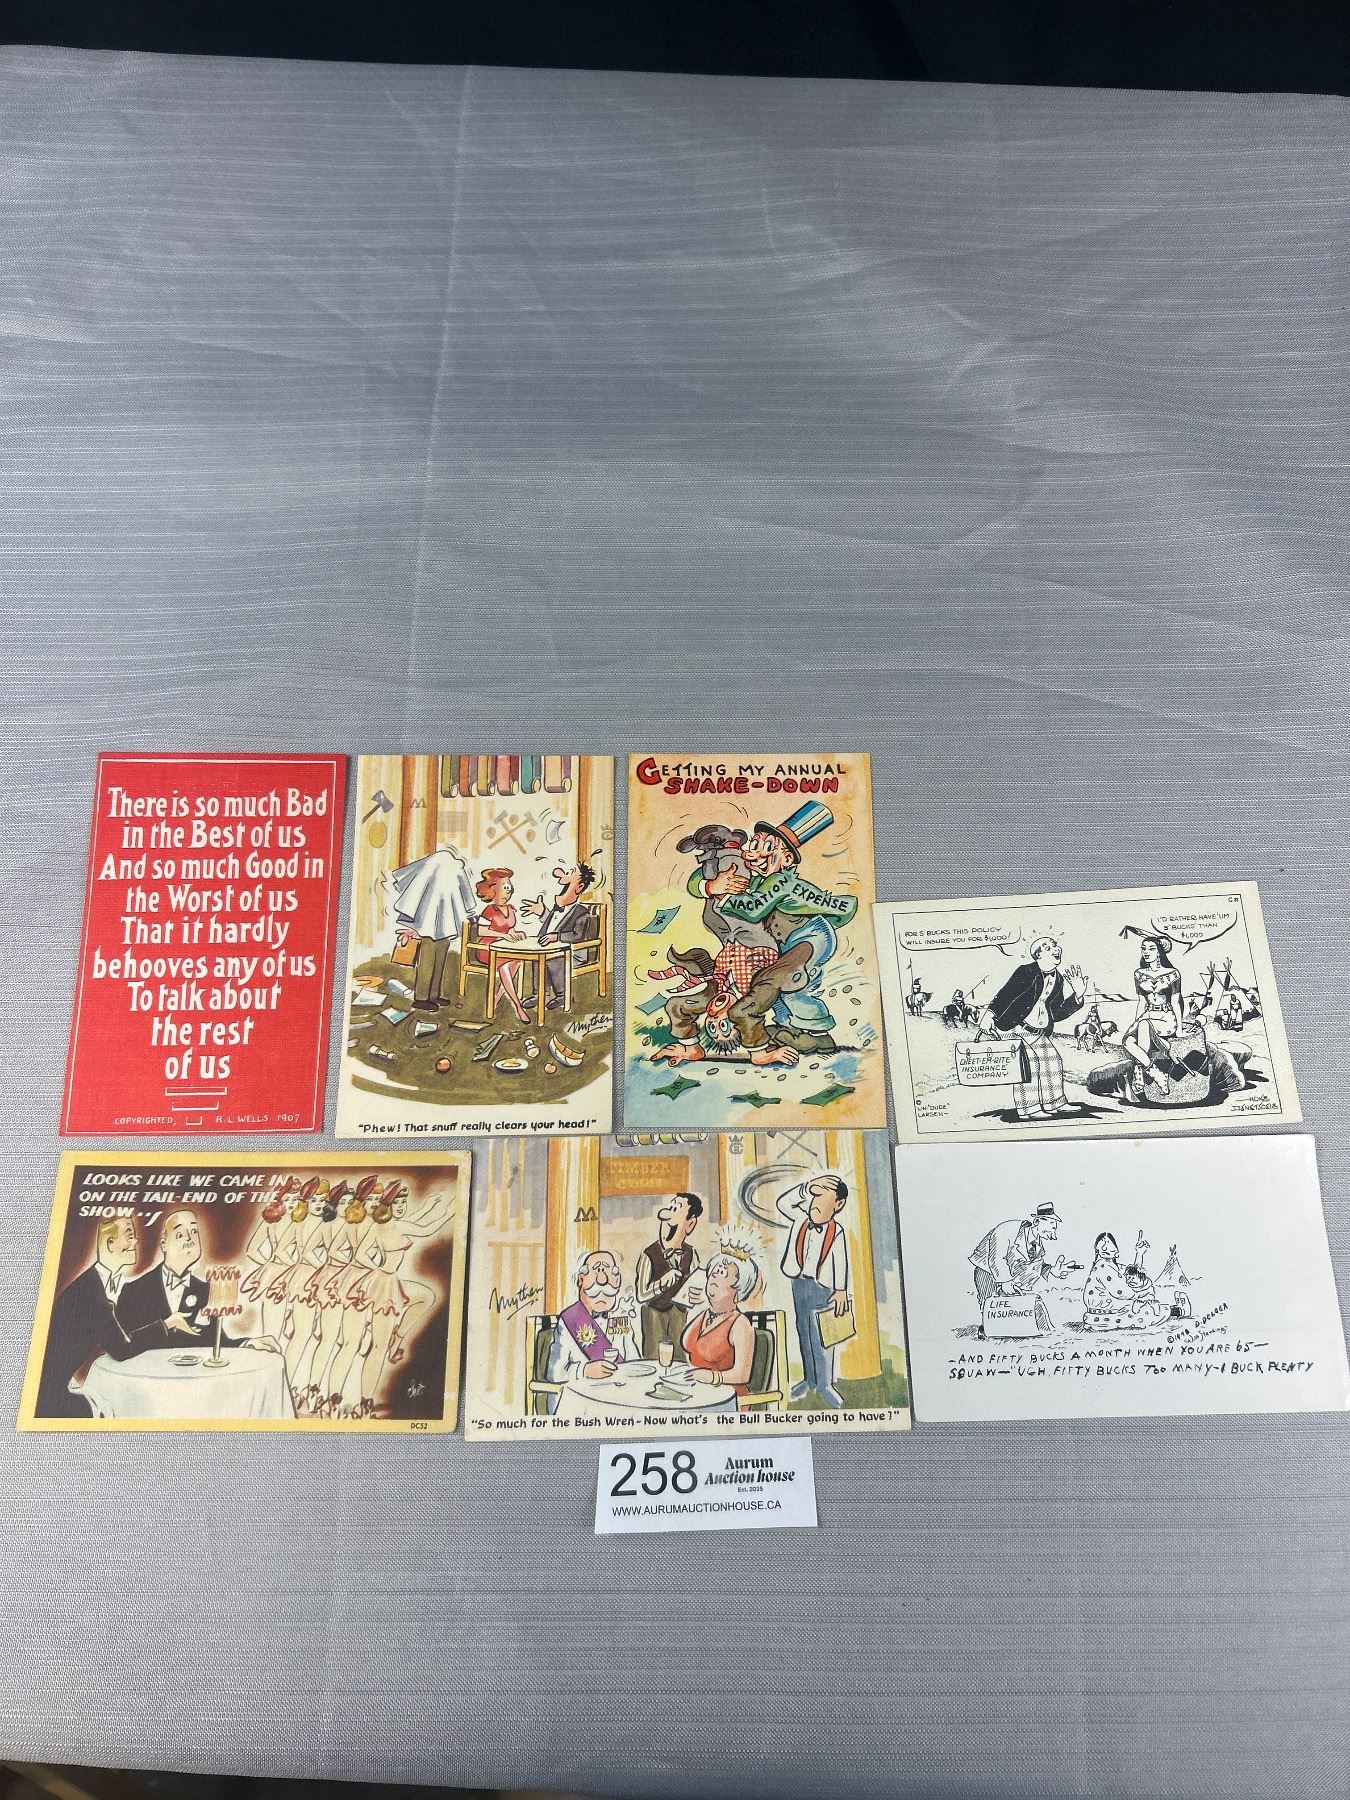 There is so much Bad
in the Best of us
And so much Good in
the Worst of us
That it hardly
behooves any of us
To talk about
the rest
of us
COPYRIGHTED, R. L. WELLS 1907
Mythen
"Phew! That snuff really clears your head!"
GETTING MY ANNUAL
SHAKE-DOWN
VACATION EXPENSE
FOR 5 BUCKS THIS POLICY
WILL INSURE YOU FOR $1,000!
I'D RATHER HAVE 'UM
5 'BUCKS' THAN
$1,000
INSURANCE
COMPANY
© WM "DUDE"
LARSEN-
LOOKS LIKE WE CAME IN
ON THE TAIL-END OF THE
SHOW..
DC52
TIMBER
CLUB
Mythen
"So much for the Bush Wren-Now what's the Bull Bucker going to have?"
LIFE
INSURANCE
©1948
-AND FIFTY BUCKS A MONTH WHEN YOU ARE 65-
SQUAW-"UGH. FIFTY BUCKS TOO MANY-1 BUCK PLENTY
258
Aurum
Auction house
Est. 2025
WWW.AURUMAUCTIONHOUSE.CA